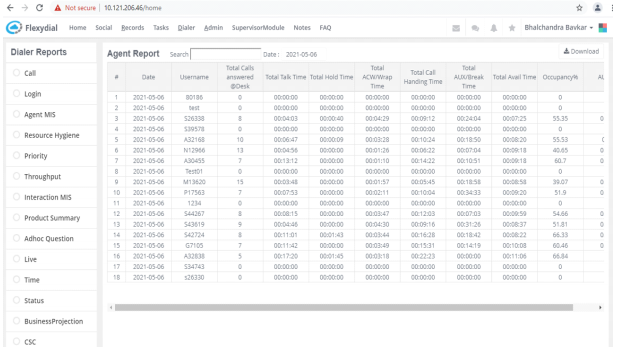 Not secure | 10.121.206.46/home
Flexydial Home Social Records Tasks Dialer Admin SupervisorModule Notes FAQ Bhalchandra Bavkar
Dialer Reports
Call
Login
Agent MIS
Resource Hygiene
Priority
Throughput
Interaction MIS
Product Summary
Adhoc Question
Live
Time
Status
BusinessProjection
CSC
Agent Report Search Date : 2021-05-06 Download
# Date Username Total Calls answered @Desk Total Talk Time Total Hold Time Total ACW/Wrap Time Total Call Handing Time Total AUX/Break Time Total Avail Time Occupancy% AU
1 2021-05-06 80186 0 00:00:00 00:00:00 00:00:00 00:00:00 00:00:00 00:00:00 0
2 2021-05-06 test 0 00:00:00 00:00:00 00:00:00 00:00:00 00:00:00 00:00:00 0
3 2021-05-06 S26338 8 00:04:03 00:00:40 00:04:29 00:09:12 00:24:04 00:07:25 55.35 0
4 2021-05-06 S39578 0 00:00:00 00:00:00 00:00:00 00:00:00 00:00:00 00:00:00 0
5 2021-05-06 A32168 10 00:06:47 00:00:09 00:03:28 00:10:24 00:18:50 00:08:20 55.53
6 2021-05-06 N12966 13 00:04:56 00:00:00 00:01:26 00:06:22 00:07:04 00:09:18 40.65 0
7 2021-05-06 A30455 7 00:13:12 00:00:00 00:01:10 00:14:22 00:10:51 00:09:18 60.7 0
8 2021-05-06 Test01 0 00:00:00 00:00:00 00:00:00 00:00:00 00:00:00 00:00:00 0
9 2021-05-06 M13620 15 00:03:48 00:00:00 00:01:57 00:05:45 00:18:58 00:08:58 39.07 0
10 2021-05-06 P17563 7 00:07:53 00:00:00 00:02:11 00:10:04 00:34:33 00:09:20 51.9 0
11 2021-05-06 1234 0 00:00:00 00:00:00 00:00:00 00:00:00 00:00:00 00:00:00 0
12 2021-05-06 S44267 8 00:08:15 00:00:00 00:03:47 00:12:03 00:07:03 00:09:59 54.66 0
13 2021-05-06 S43619 9 00:04:46 00:00:00 00:04:30 00:09:16 00:31:26 00:08:37 51.81 0
14 2021-05-06 S42724 8 00:11:01 00:01:43 00:03:44 00:16:28 00:18:42 00:08:22 66.33 0
15 2021-05-06 G7105 7 00:11:42 00:00:00 00:03:49 00:15:31 00:14:19 00:10:08 60.46 0
16 2021-05-06 A32838 5 00:17:20 00:01:45 00:03:18 00:22:23 00:00:00 00:11:06 66.84
17 2021-05-06 S34743 0 00:00:00 00:00:00 00:00:00 00:00:00 00:00:00 00:00:00 0
18 2021-05-06 s26330 0 00:00:00 00:00:00 00:00:00 00:00:00 00:00:00 00:00:00 0